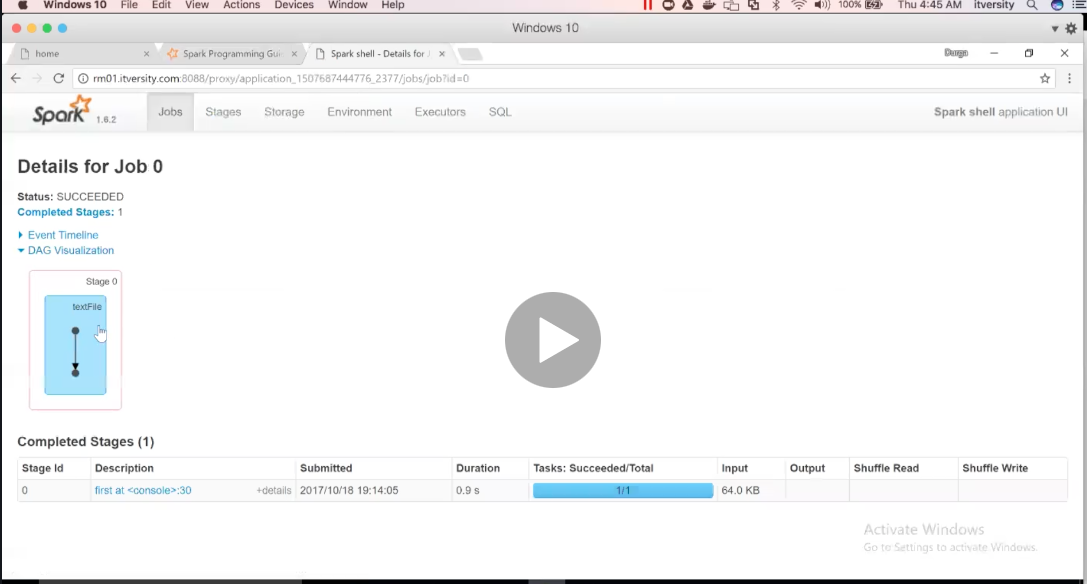 Windows 10 File Edit View Actions Devices Window Help 100% Thu 4:45 AM itversity
Windows 10
home Spark Programming Gui Spark shell - Details for J Durga
rm01.itversity.com:8088/proxy/application_1507687444776_2377/jobs/job?id=0
Spark 1.6.2 Jobs Stages Storage Environment Executors SQL Spark shell application UI
Details for Job 0
Status: SUCCEEDED
Completed Stages: 1
Event Timeline
DAG Visualization
Stage 0
textFile
Completed Stages (1)
Stage Id Description Submitted Duration Tasks: Succeeded/Total Input Output Shuffle Read Shuffle Write
0 first at <console>:30 +details 2017/10/18 19:14:05 0.9 s 1/1 64.0 KB
Activate Windows
Go to Settings to activate Windows.